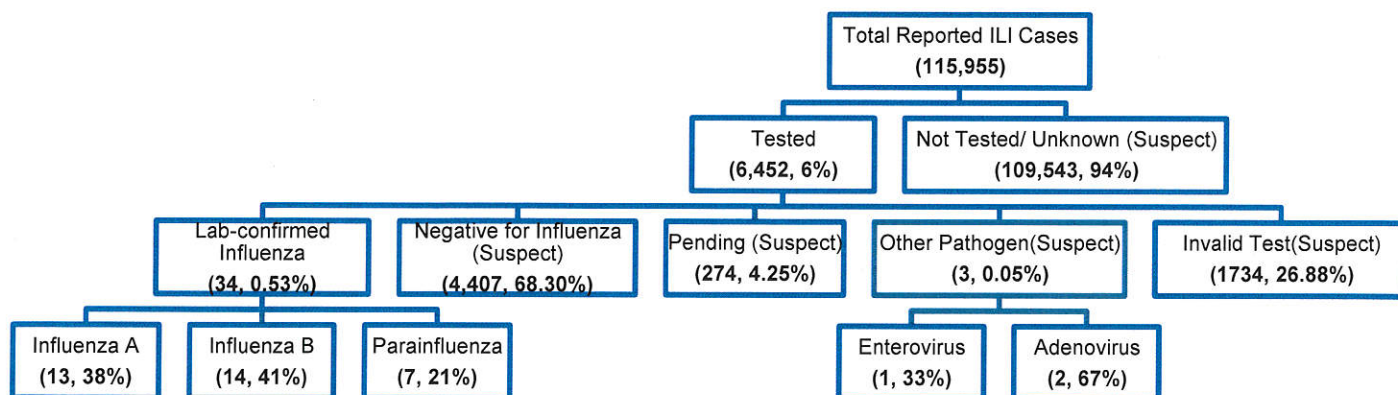 Total Reported ILI Cases
(115,955)
Tested
(6,452, 6%)
Not Tested/ Unknown (Suspect)
(109,543, 94%)
Lab-confirmed
Influenza
(34, 0.53%)
Negative for Influenza
(Suspect)
(4,407, 68.30%)
Pending (Suspect)
(274, 4.25%)
Other Pathogen(Suspect)
(3, 0.05%)
Invalid Test(Suspect)
(1734, 26.88%)
Influenza A
(13, 38%)
Influenza B
(14, 41%)
Parainfluenza
(7, 21%)
Enterovirus
(1, 33%)
Adenovirus
(2, 67%)